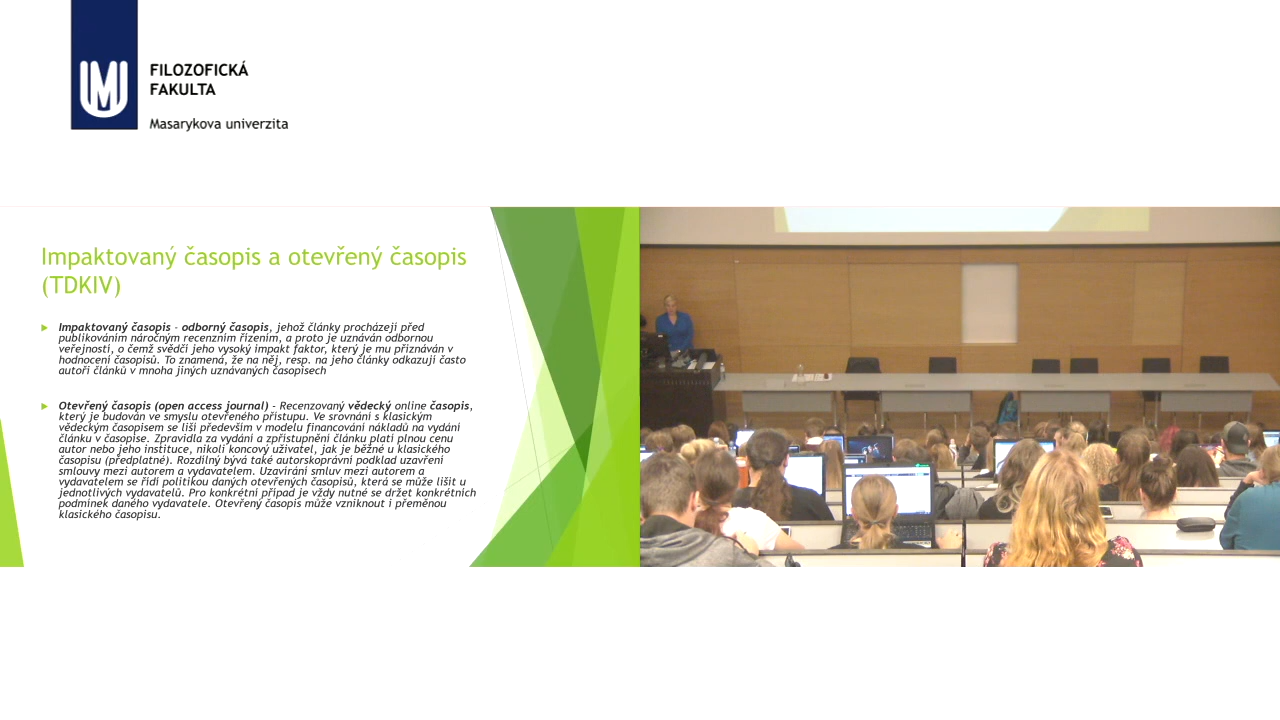 FILOZOFICKÁ
FAKULTA
Masarykova univerzita
Impaktovaný časopis a otevřený časopis
(TDKIV)
Impaktovaný časopis - odborný časopis, jehož články procházejí před
publikováním náročným recenzním řízením, a proto je uznáván odbornou
veřejností, o čemž svědčí jeho vysoký impakt faktor, který je mu přiznáván v
hodnocení časopisů. To znamená, že na něj, resp. na jeho články odkazují často
autoři článků v mnoha jiných uznávaných časopisech
Otevřený časopis (open access journal) - Recenzovaný vědecký online časopis,
který je budován ve smyslu otevřeného přístupu. Ve srovnání s klasickým
vědeckým časopisem se liší především v modelu financování nákladů na vydání
článku v časopise. Zpravidla za vydání a zpřístupnění článku platí plnou cenu
autor nebo jeho instituce, nikoli koncový uživatel, jak je běžné u klasického
časopisu (předplatné). Rozdílný bývá také autorskoprávní podklad uzavření
smlouvy mezi autorem a vydavatelem. Uzavírání smluv mezi autorem a
vydavatelem se řídí politikou daných otevřených časopisů, která se může lišit u
jednotlivých vydavatelů. Pro konkrétní případ je vždy nutné se držet konkrétních
podmínek daného vydavatele. Otevřený časopis může vzniknout i přeměnou
klasického časopisu.